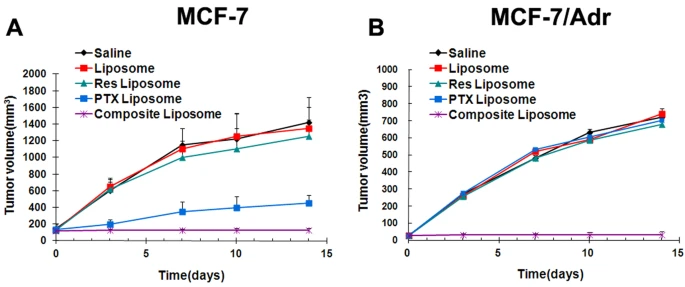 MCF-7
MCF-7/Adr
A
Saline
Liposome
Res Liposome
PTX Liposome
Composite Liposome
Tumor volume(mm³)
2000
1800
1600
1400
1200
1000
800
600
400
200
0
0
5
10
15
Time(days)
B
Saline
Liposome
Res Liposome
PTX Liposome
Composite Liposome
Tumor volume(mm3)
1000
900
800
700
600
500
400
300
200
100
0
0
5
10
15
Time(days)